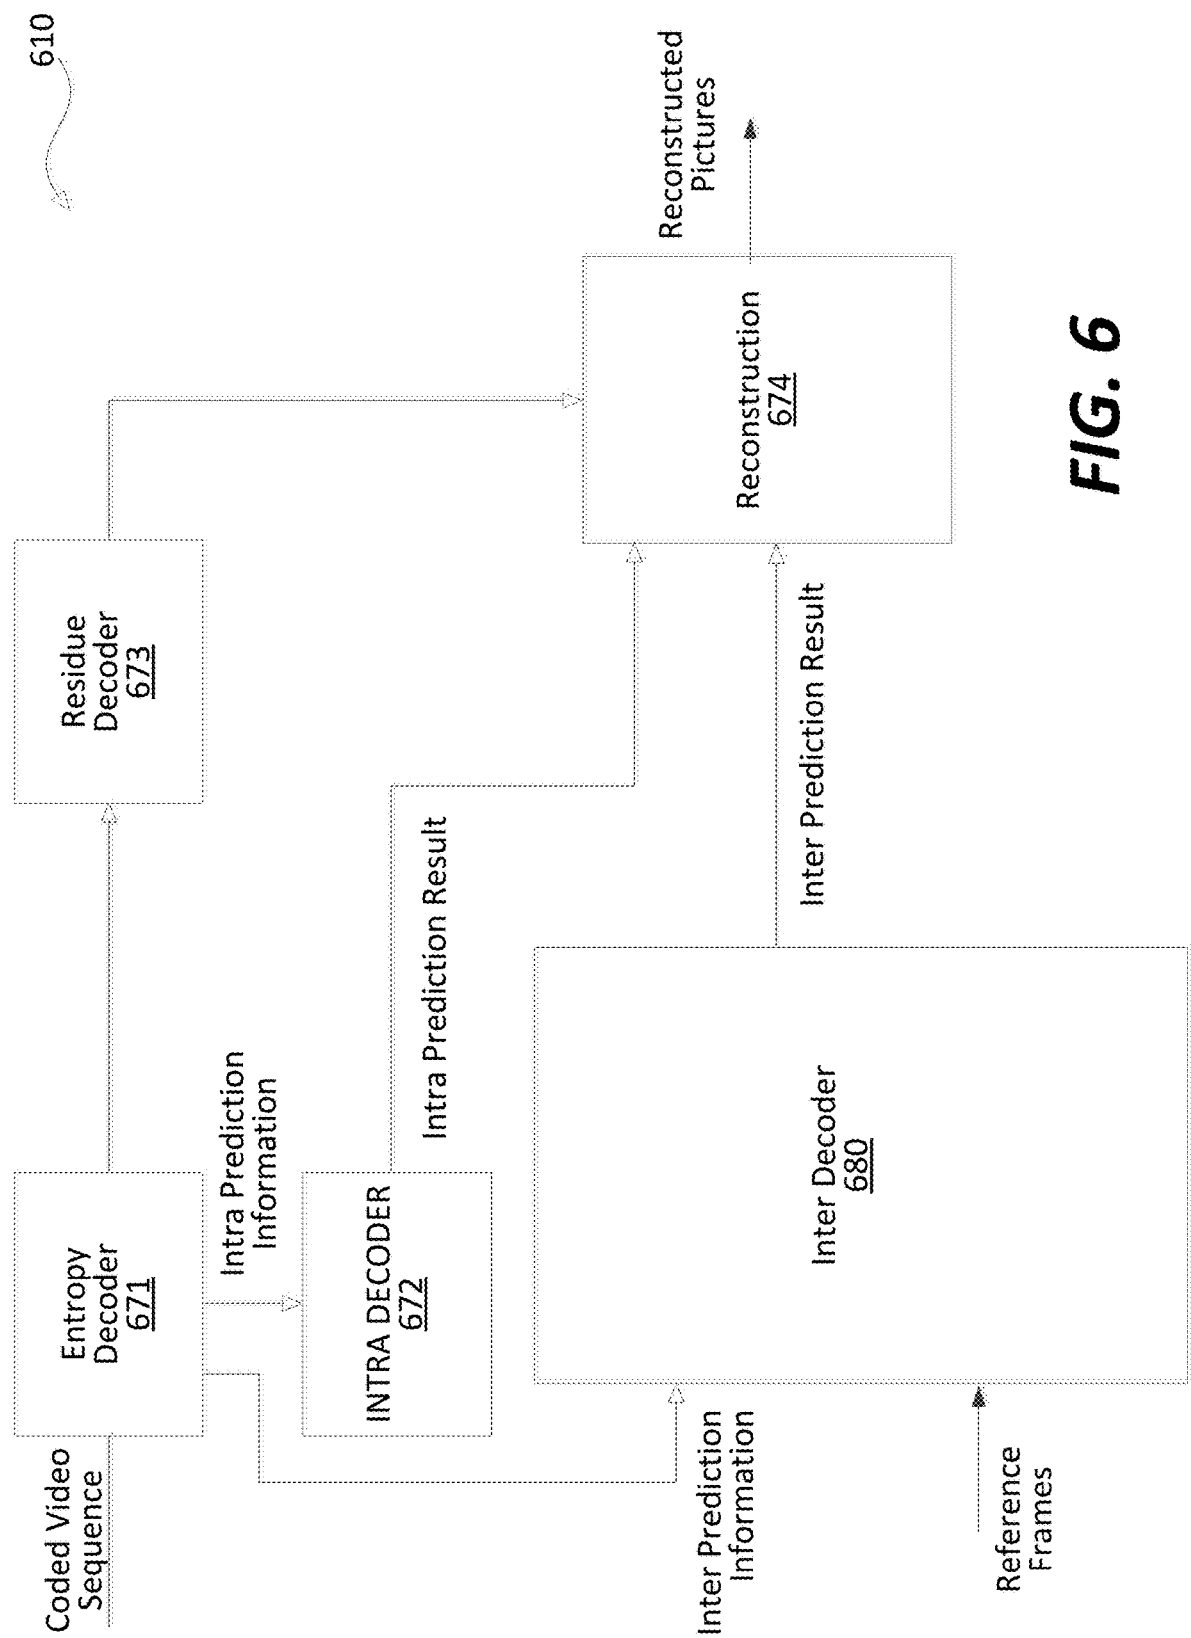 610
Coded Video
Sequence
Entropy
Decoder
671
Residue
Decoder
673
Intra Prediction
Information
INTRA DECODER
672
Intra Prediction Result
Reconstructed
Pictures
Reconstruction
674
Inter Prediction
Information
Inter Decoder
680
Inter Prediction Result
Reference
Frames
FIG. 6